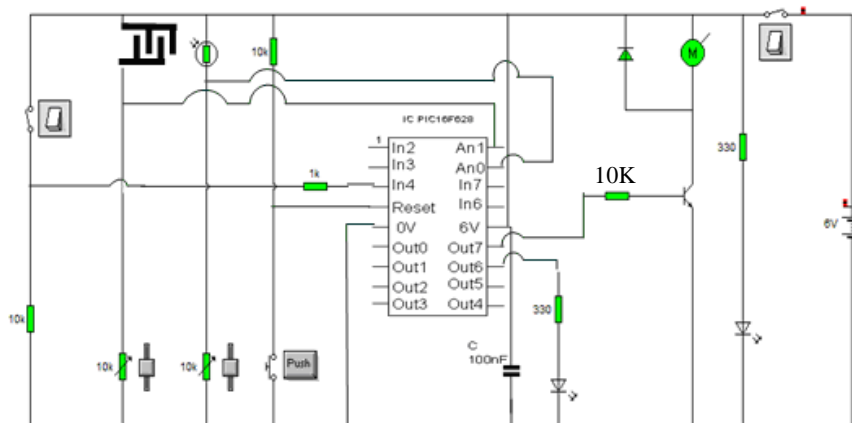 10k
M
IC PIC16F628
1
In2 An1
In3 An0
In4 In7
Reset In6
0V 6V
Out0 Out7
Out1 Out6
Out2 Out5
Out3 Out4
1k
10K
330
6V
330
10k
10k
10k
Push
C
100nF